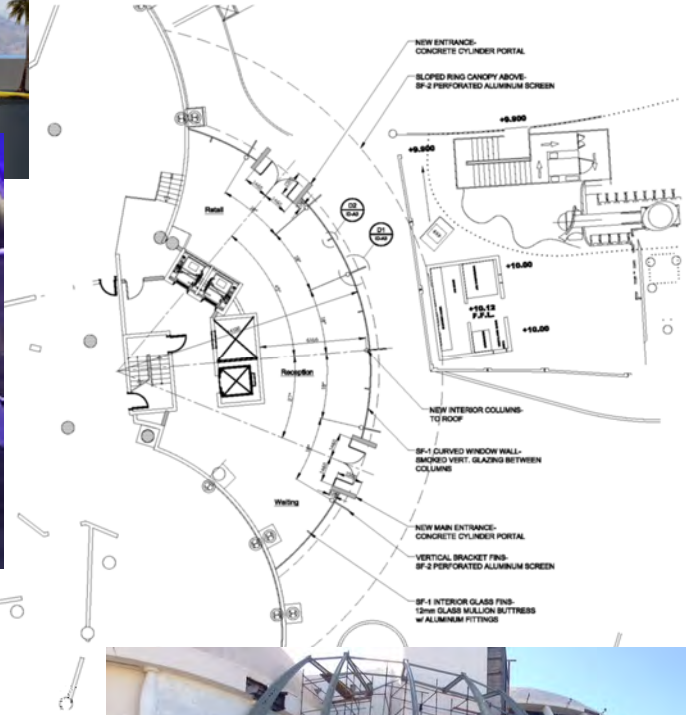 NEW ENTRANCE-
CONCRETE CYLINDER PORTAL
SLOPED RING CANOPY ABOVE-
SF-2 PERFORATED ALUMINUM SCREEN
+9.900
+9.900
D2
D1
Retail
+10.00
+10.12
F.F.L.
+10.00
Reception
NEW INTERIOR COLUMNS-
TO ROOF
SF-1 CURVED WINDOW WALL-
SMOKED VERT. GLAZING BETWEEN
COLUMNS
Waiting
NEW MAIN ENTRANCE-
CONCRETE CYLINDER PORTAL
VERTICAL BRACKET FINS-
SF-2 PERFORATED ALUMINUM SCREEN
SF-1 INTERIOR GLASS FINS-
12mm GLASS MULLION BUTTRESS
w/ ALUMINUM FITTINGS